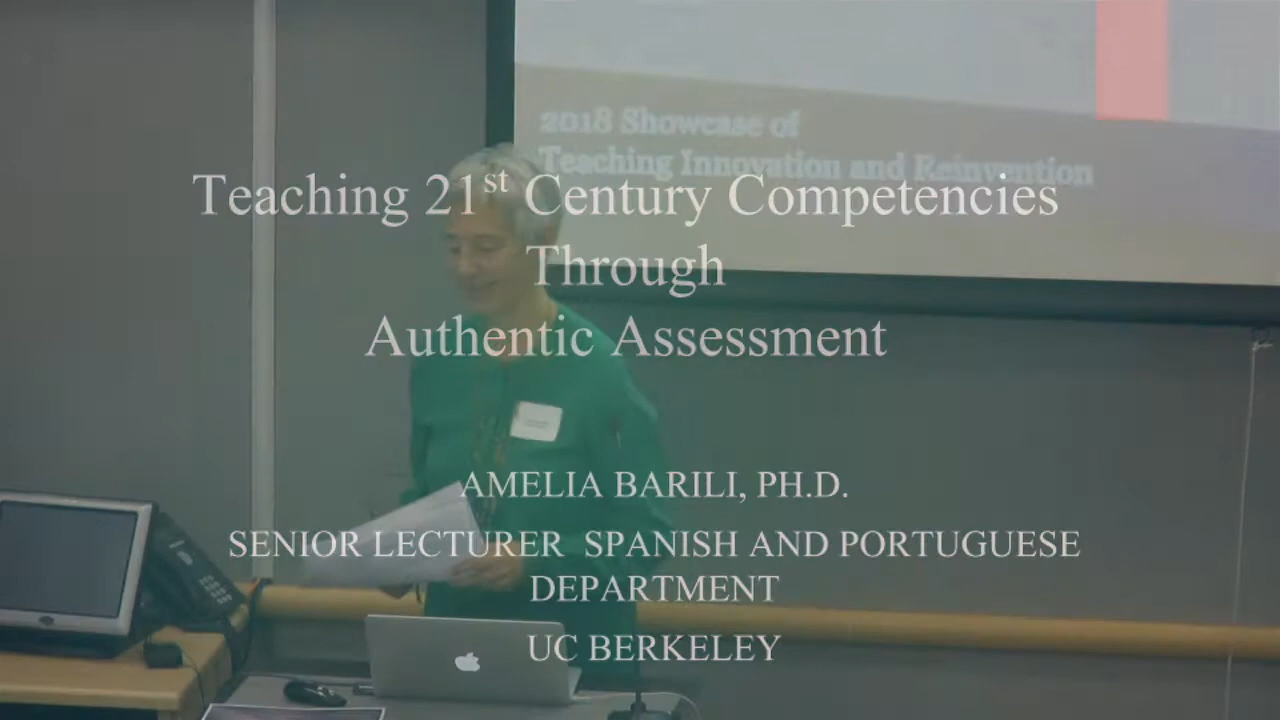 2018 Showcase of
Teaching Innovation and Reinvention
Teaching 21st Century Competencies
Through
Authentic Assessment
AMELIA BARILI, PH.D.
SENIOR LECTURER SPANISH AND PORTUGUESE
DEPARTMENT
UC BERKELEY